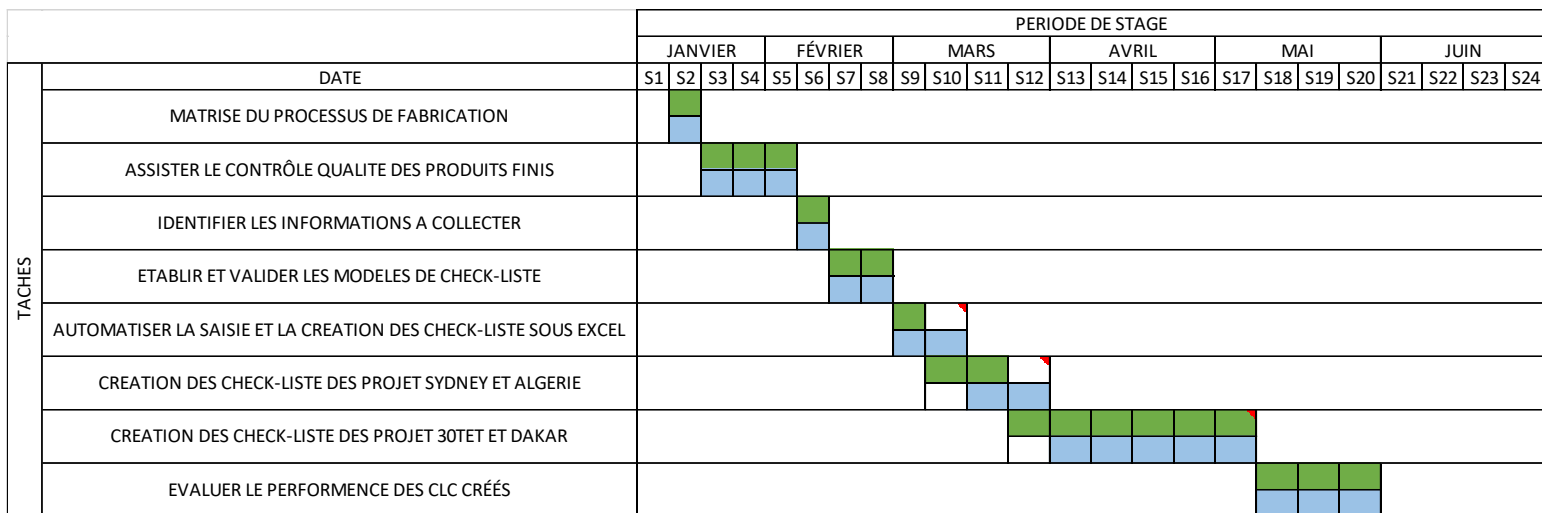 PERIODE DE STAGE
JANVIER FÉVRIER MARS AVRIL MAI JUIN
DATE S1 S2 S3 S4 S5 S6 S7 S8 S9 S10 S11 S12 S13 S14 S15 S16 S17 S18 S19 S20 S21 S22 S23 S24
TACHES
MATRISE DU PROCESSUS DE FABRICATION
ASSISTER LE CONTRÔLE QUALITE DES PRODUITS FINIS
IDENTIFIER LES INFORMATIONS A COLLECTER
ETABLIR ET VALIDER LES MODELES DE CHECK-LISTE
AUTOMATISER LA SAISIE ET LA CREATION DES CHECK-LISTE SOUS EXCEL
CREATION DES CHECK-LISTE DES PROJET SYDNEY ET ALGERIE
CREATION DES CHECK-LISTE DES PROJET 30TET ET DAKAR
EVALUER LE PERFORMENCE DES CLC CRÉÉS